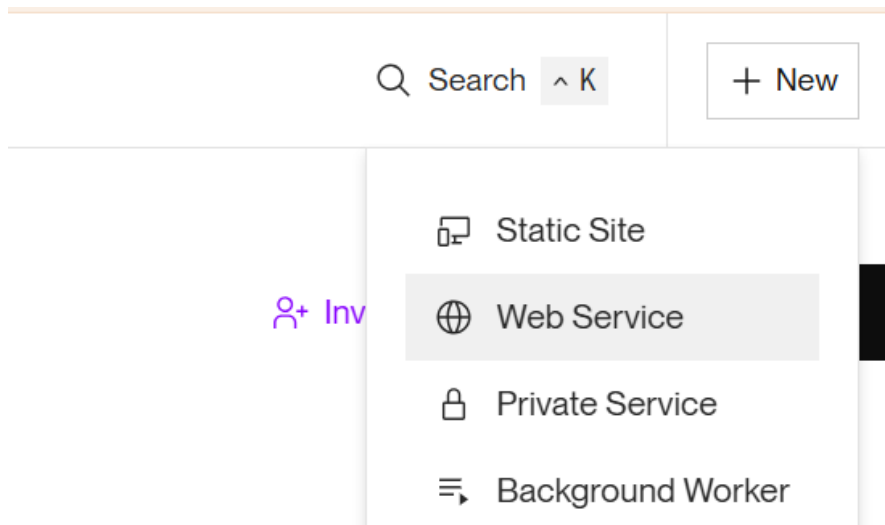 Search ^ K
+ New
Static Site
Inv
Web Service
Private Service
Background Worker